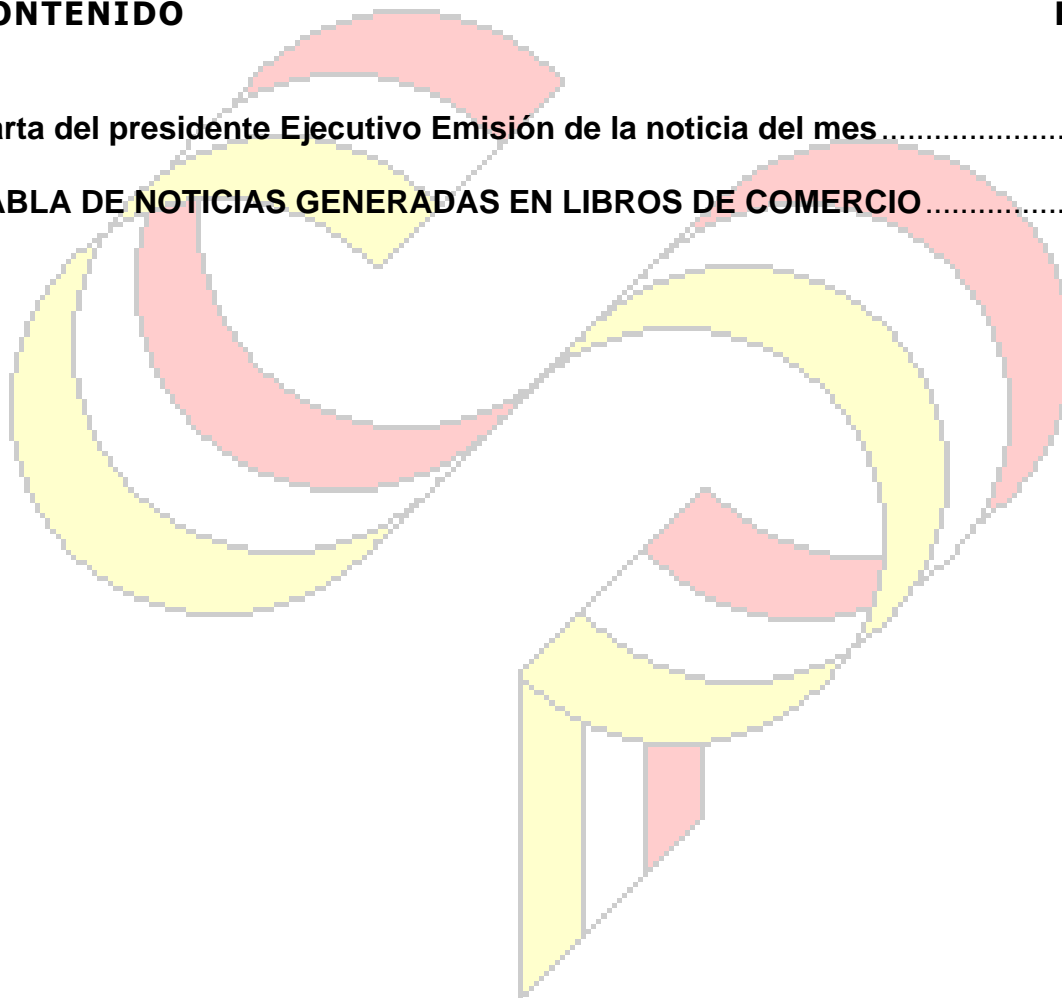 ONTENIDO
arta del presidente Ejecutivo Emisión de la noticia del mes.....................
ABLA DE NOTICIAS GENERADAS EN LIBROS DE COMERCIO................